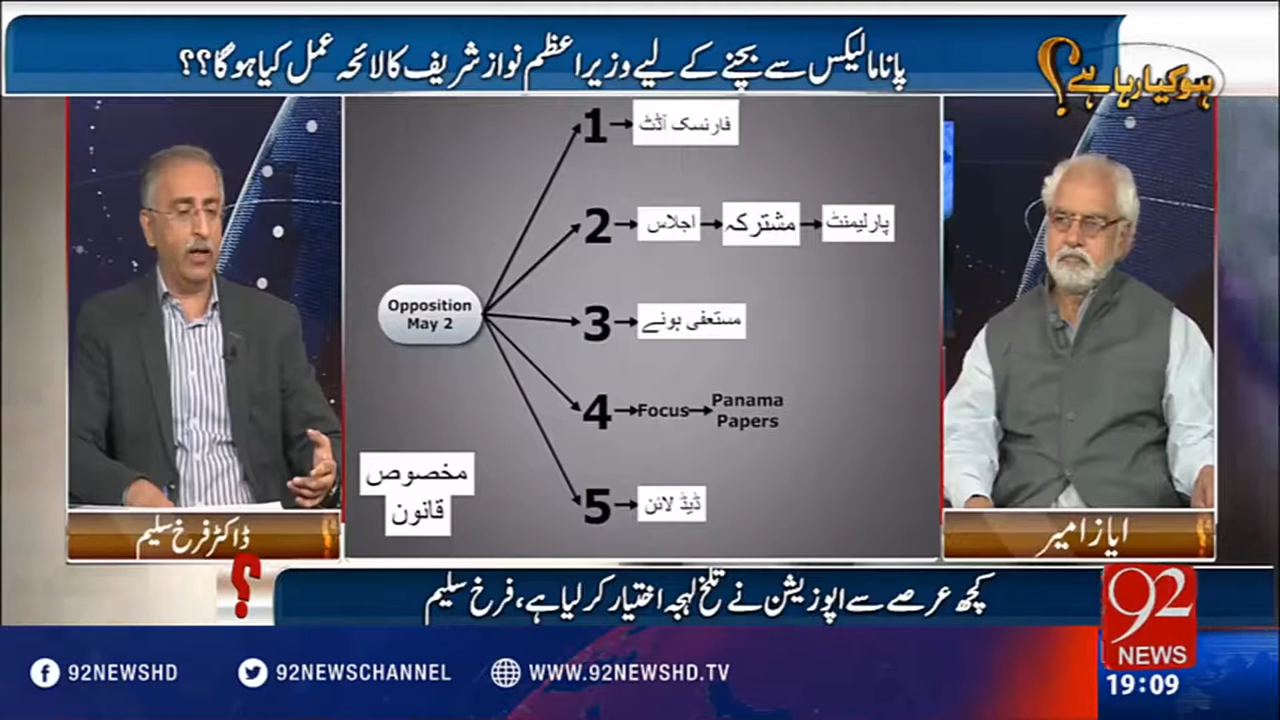 پاناما لیکس سے بچنے کے لیے وزیراعظم نواز شریف کا لائحہ عمل کیا ہوگا؟؟
ہو کیا رہا ہے؟
1 فارنسک آڈٹ
2 اجلاس مشترکہ پارلیمنٹ
Opposition
May 2
3 مستعفی ہونے
4 Focus Panama
Papers
5 ڈیڈ لائن
مخصوص
قانون
ڈاکٹر فرخ سلیم
ایاز امیر
؟
کچھ عرصے سے اپوزیشن نے تلخ لہجہ اختیار کرلیا ہے، فرخ سلیم
92
NEWS
19:09
92NEWSHD
92NEWSCHANNEL
WWW.92NEWSHD.TV